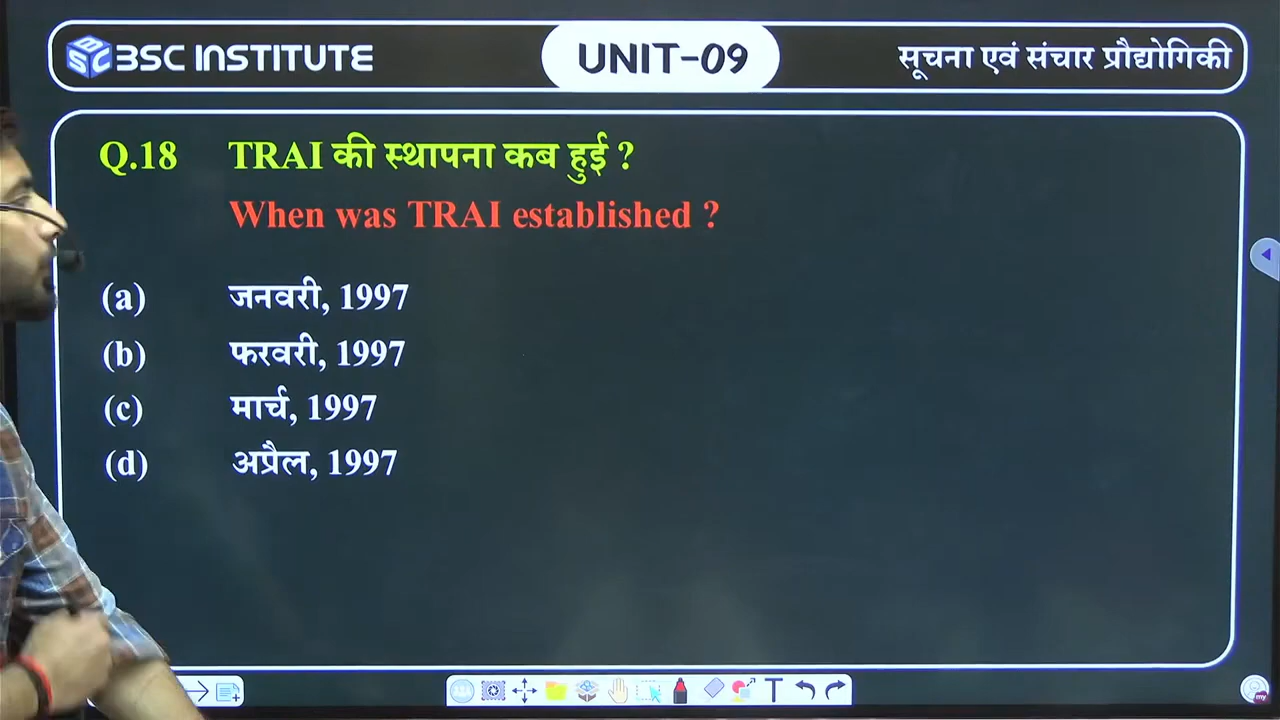 BSC INSTITUTE
UNIT-09
सूचना एवं संचार प्रौद्योगिकी
Q.18 TRAI की स्थापना कब हुई ?
When was TRAI established ?
(a) जनवरी, 1997
(b) फरवरी, 1997
(c) मार्च, 1997
(d) अप्रैल, 1997